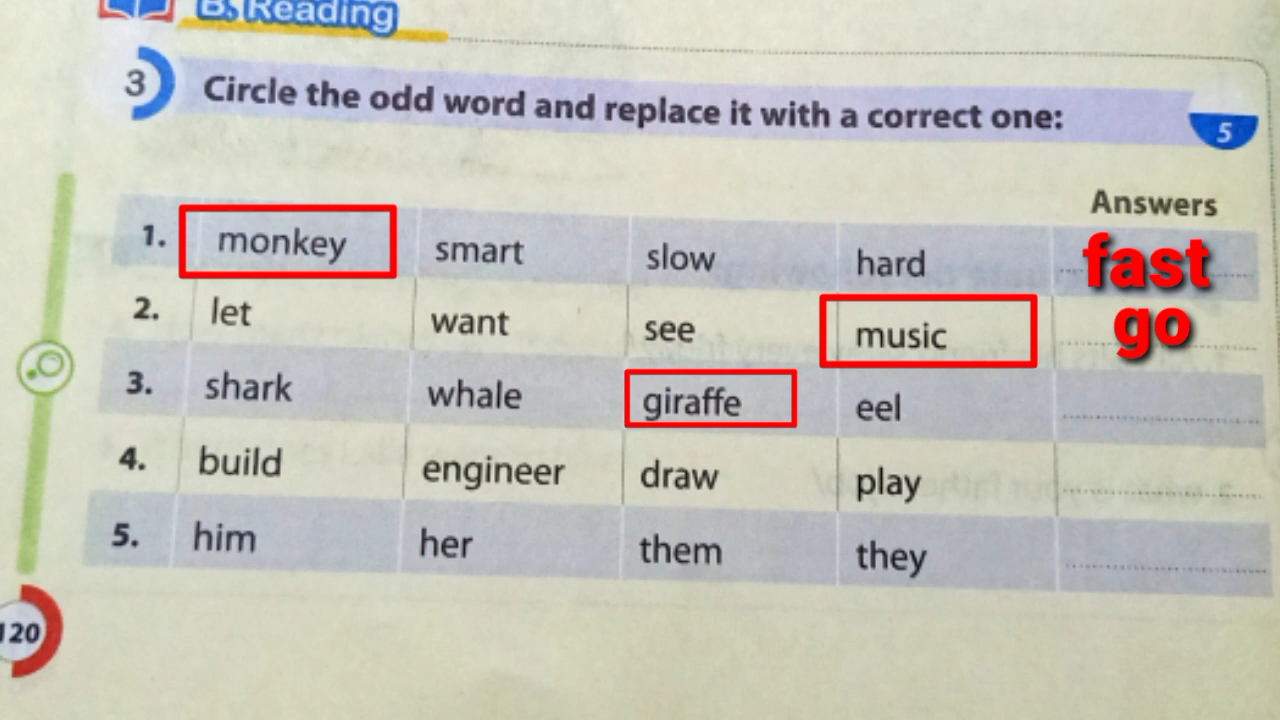 B. Reading
3 Circle the odd word and replace it with a correct one: 5
Answers
1. monkey smart slow hard fast
2. let want see music go
3. shark whale giraffe eel
4. build engineer draw play
5. him her them they
120